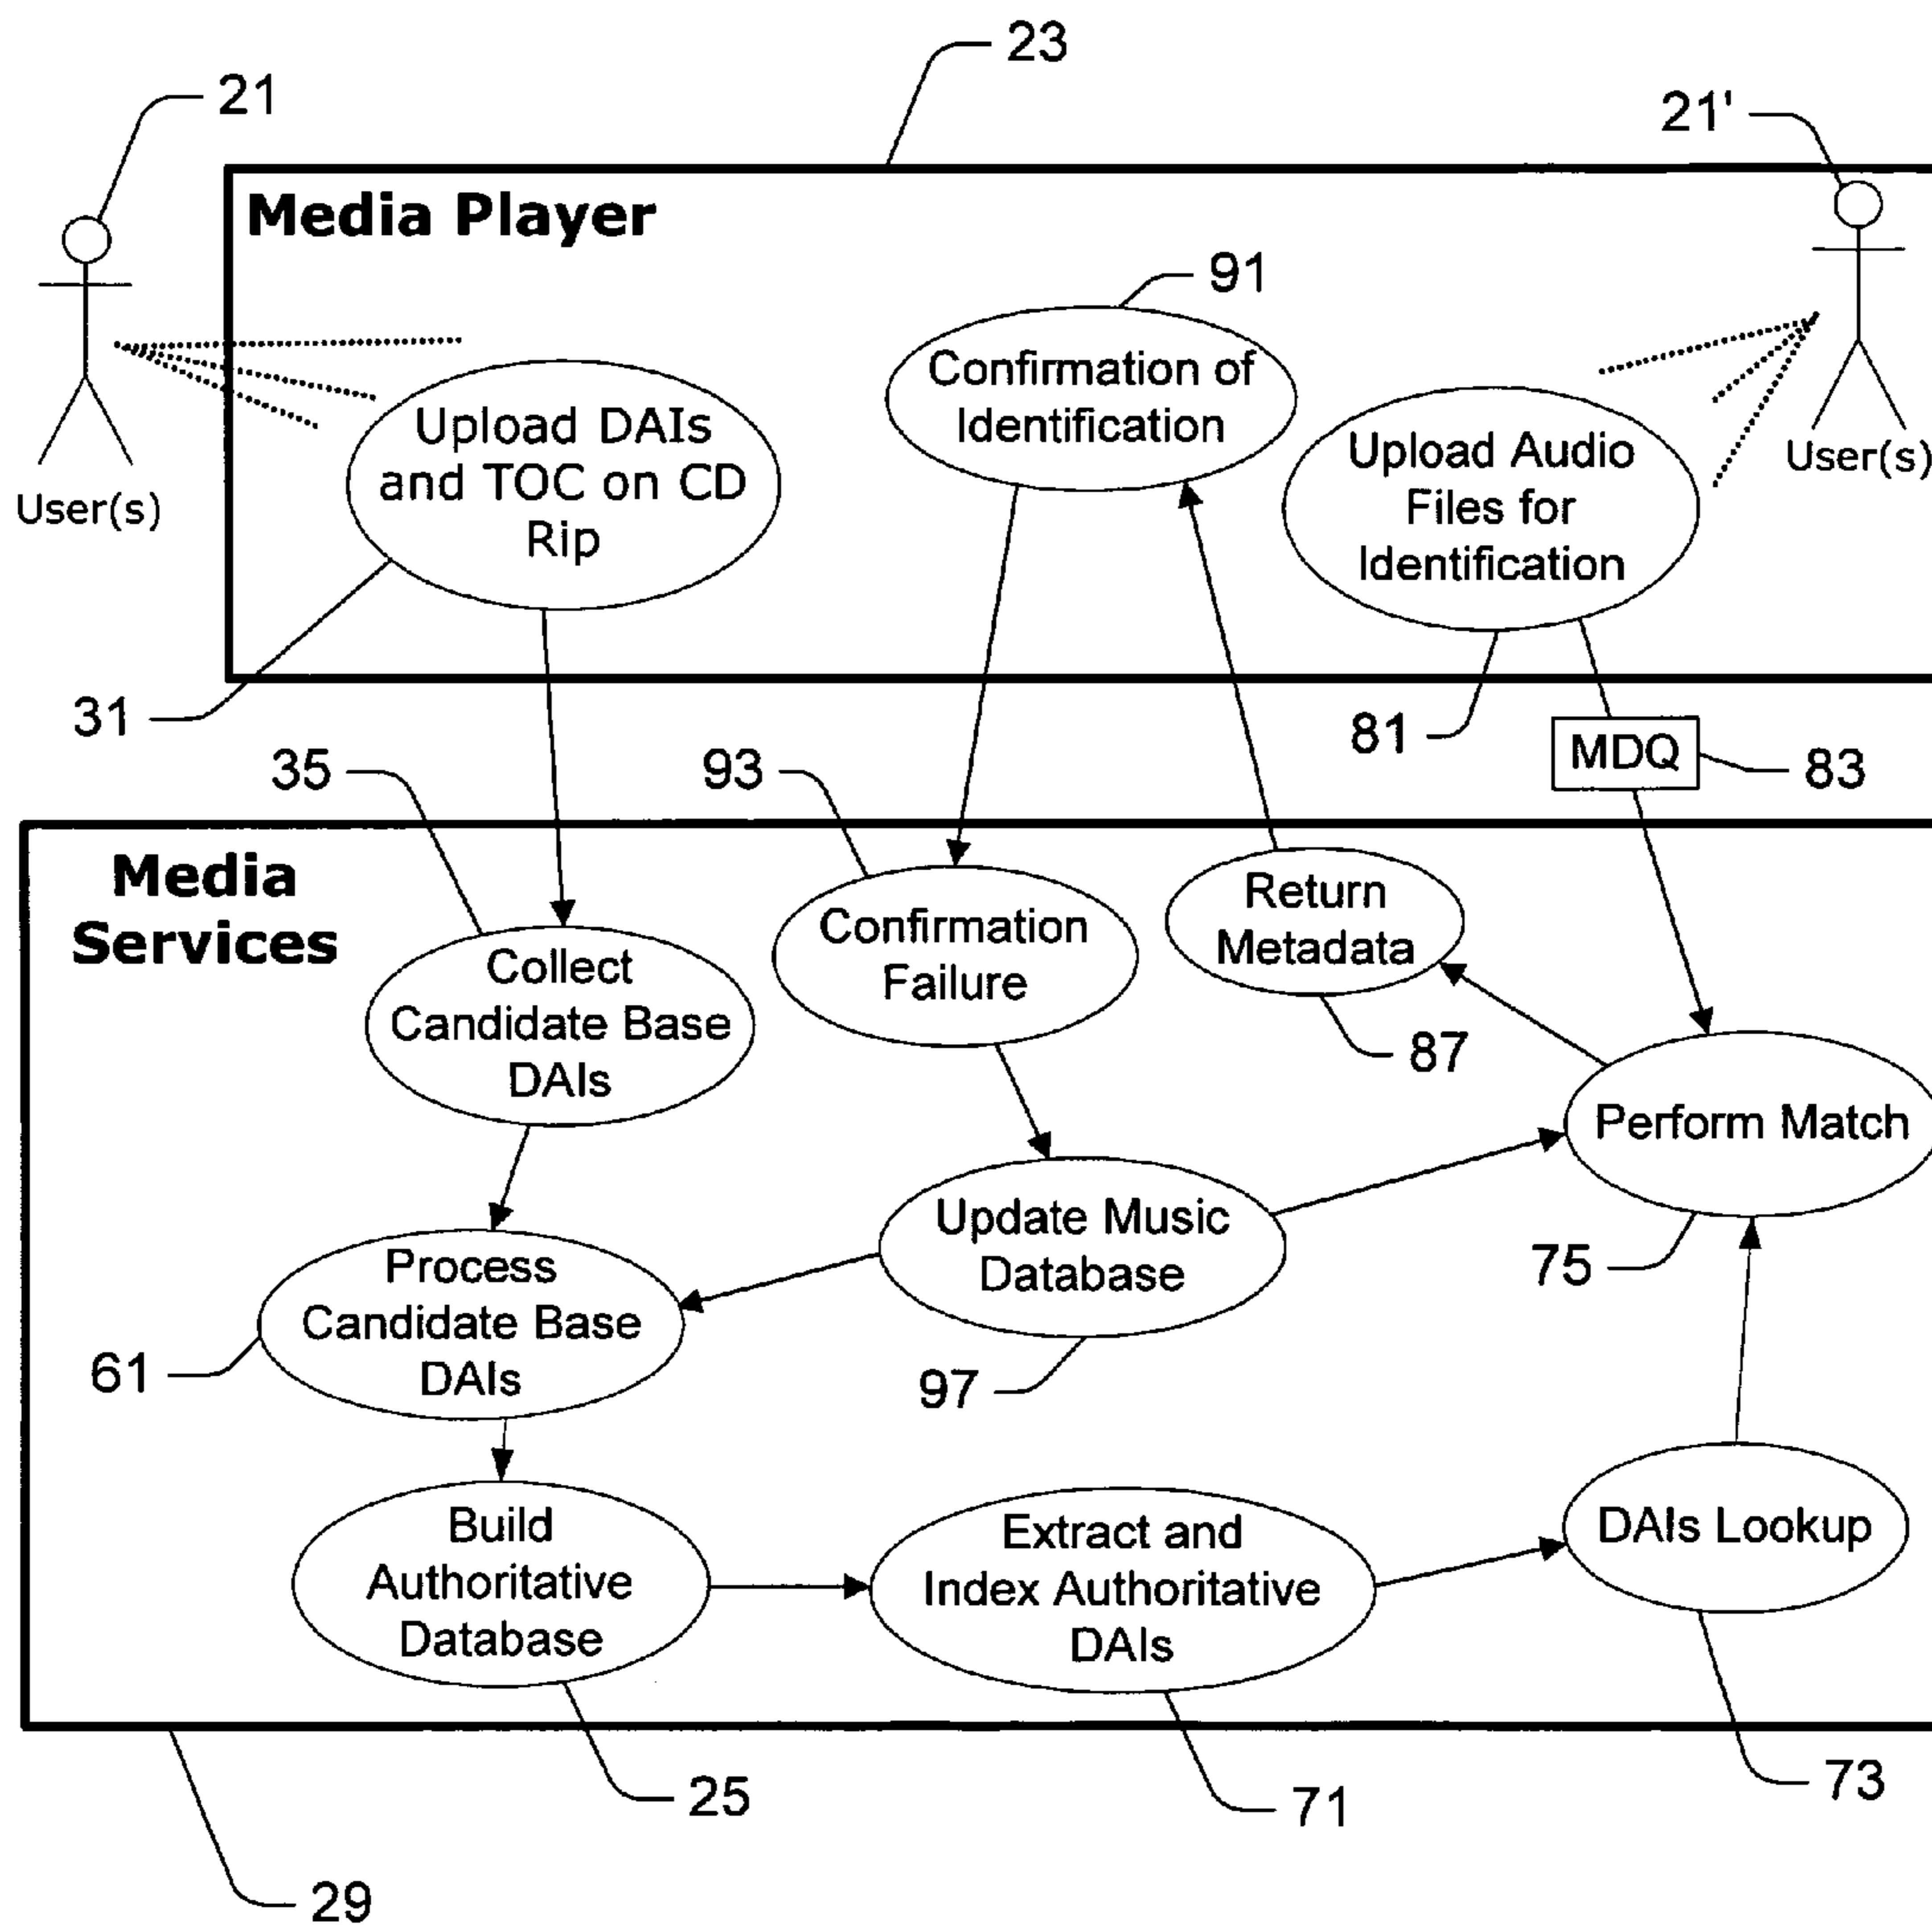 23
21
21'
Media Player
91
Confirmation of
Identification
Upload DAIs
and TOC on CD
Rip
Upload Audio
Files for
Identification
User(s)
User(s)
31
81
MDQ
83
35
93
Media
Services
Confirmation
Failure
Return
Metadata
Collect
Candidate Base
DAIs
87
Perform Match
Update Music
Database
75
Process
Candidate Base
DAIs
61
97
Build
Authoritative
Database
Extract and
Index Authoritative
DAIs
DAIs Lookup
25
71
73
29